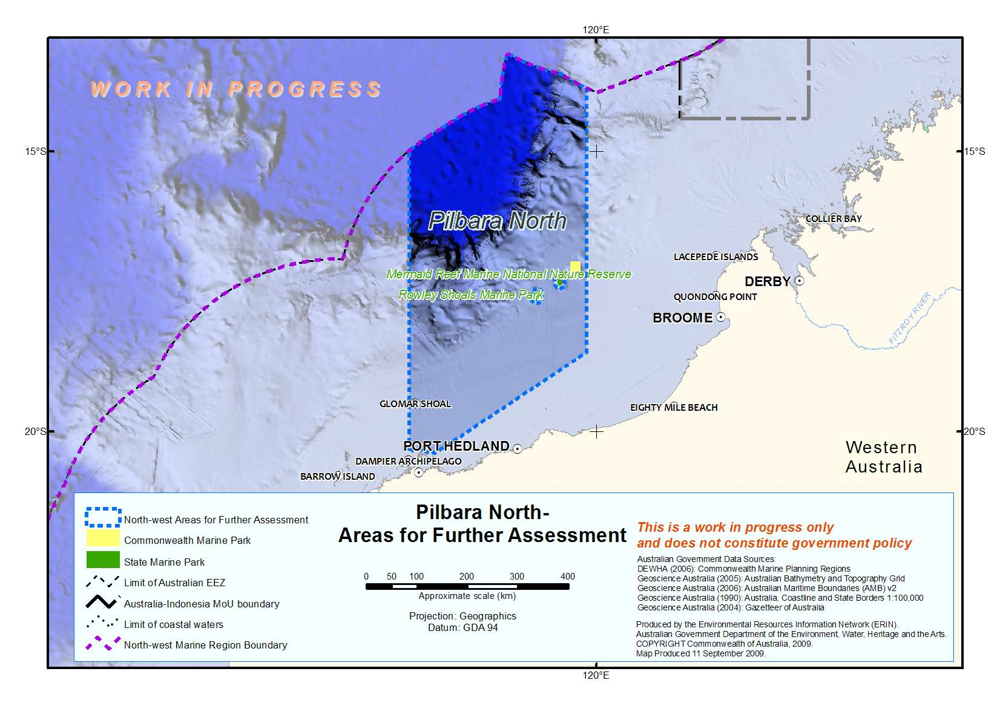 120°E
WORK IN PROGRESS
15°S
15°S
Pilbara North
COLLIER BAY
LACEPEDE ISLANDS
Mermaid Reef Marine National Nature Reserve
DERBY
Rowley Shoals Marine Park
QUONDONG POINT
FITZROY RIVER
BROOME
GLOMAR SHOAL
EIGHTY MILE BEACH
20°S
20°S
PORT HEDLAND
Western
Australia
DAMPIER ARCHIPELAGO
BARROW ISLAND
North-west Areas for Further Assessment
Commonwealth Marine Park
State Marine Park
Limit of Australian EEZ
Australia-Indonesia MoU boundary
Limit of coastal waters
North-west Marine Region Boundary
Pilbara North-
Areas for Further Assessment
0 50 100 200 300 400
Approximate scale (km)
Projection: Geographics
Datum: GDA 94
This is a work in progress only
and does not constitute government policy
Australian Government Data Sources:
DEWHA (2006): Commonwealth Marine Planning Regions
Geoscience Australia (2005): Australian Bathymetry and Topography Grid
Geoscience Australia (2006): Australian Maritime Boundaries (AMB) v2
Geoscience Australia (1990): Australia, Coastline and State Borders 1:100,000
Geoscience Australia (2004): Gazetteer of Australia
Produced by the Environmental Resources Information Network (ERIN).
Australian Government Department of the Environment, Water, Heritage and the Arts.
COPYRIGHT Commonwealth of Australia, 2009.
Map Produced 11 September 2009.
120°E